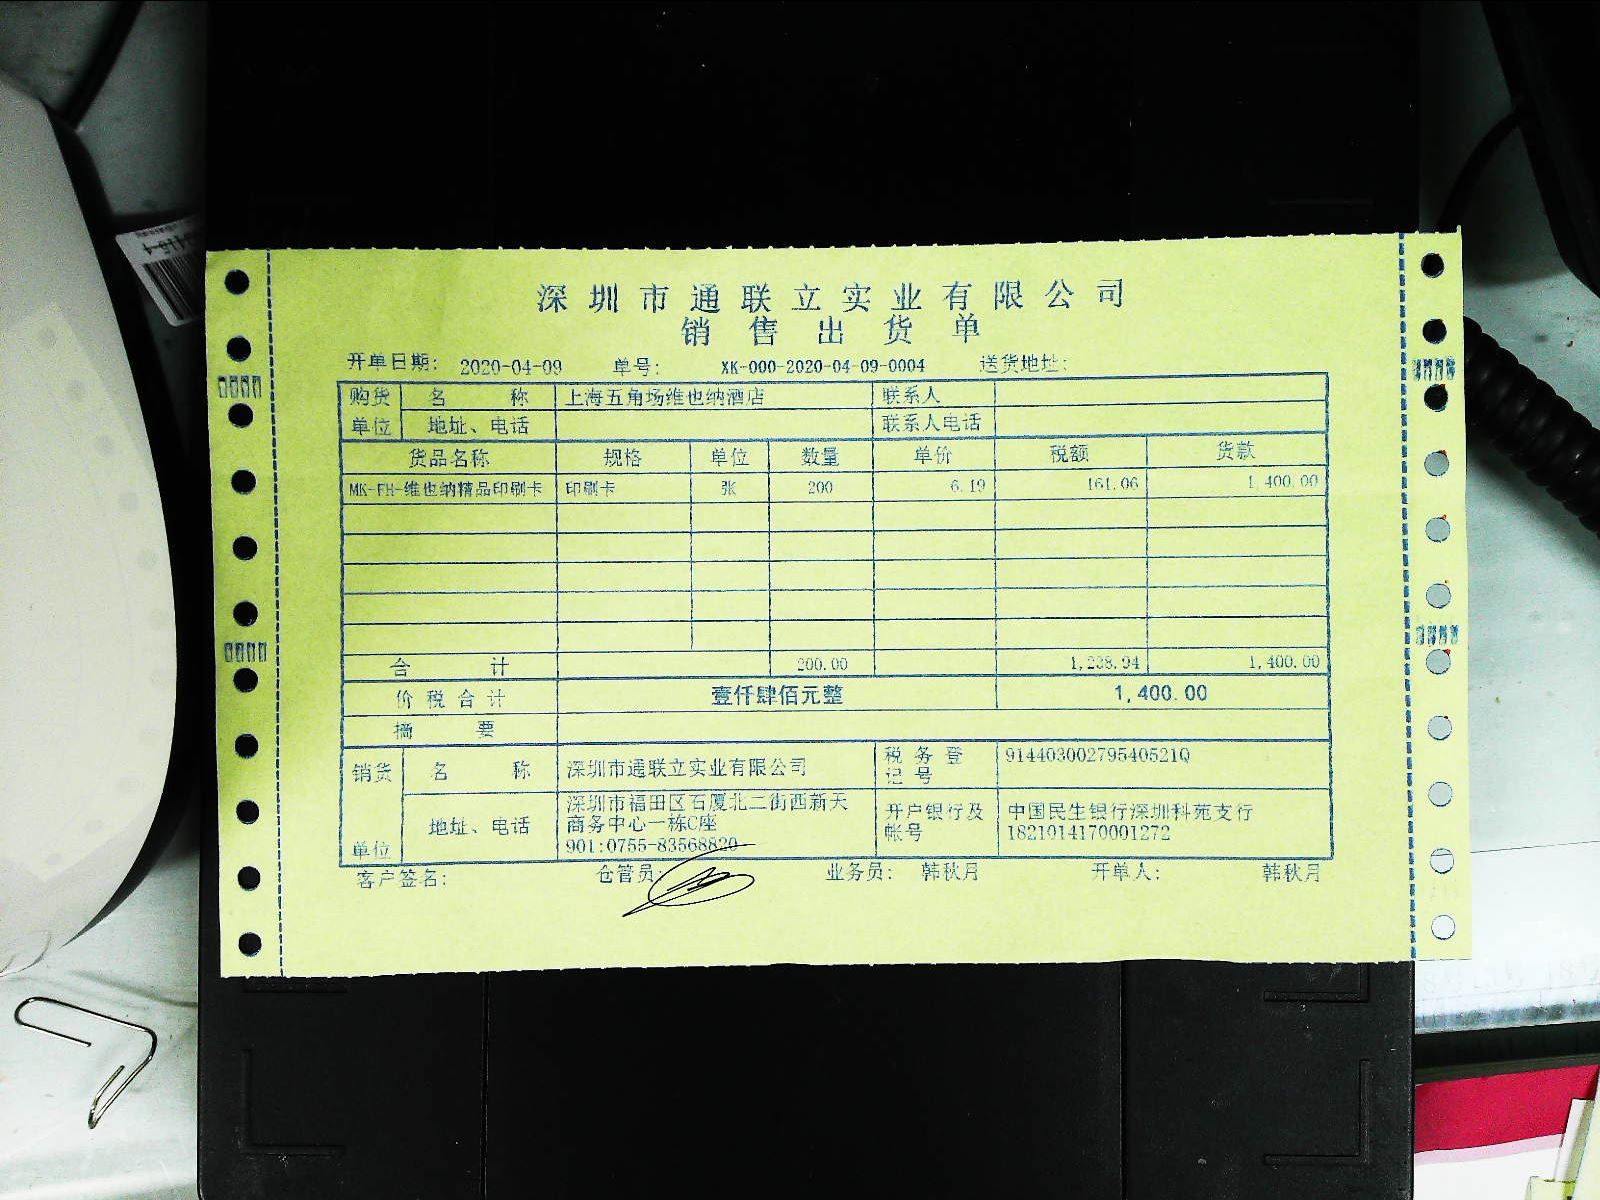 深圳市通联立实业有限公司
销售出货单
开单日期: 2020-04-09 单号: XK-000-2020-04-09-0004 送货地址:
购货单位 名称 上海五角场维也纳酒店 联系人
地址、电话 联系人电话
货品名称 规格 单位 数量 单价 税额 货款
MK-FH-维也纳精品印刷卡 印刷卡 张 200 6.19 161.06 1,400.00
合计 200.00 1,238.94 1,400.00
价税合计 壹仟肆佰元整 1,400.00
摘要
销货单位 名称 深圳市通联立实业有限公司 税务登记号 91440300279540521Q
地址、电话 深圳市福田区石厦北二街西新天
商务中心一栋C座
901:0755-83568820
开户银行及帐号 中国民生银行深圳科苑支行
1821014170001272
客户签名: 仓管员: 业务员: 韩秋月 开单人: 韩秋月